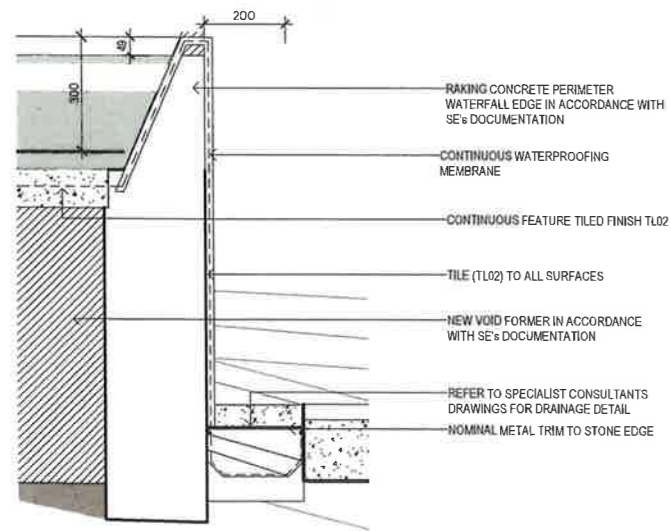 200
49
300
RAKING CONCRETE PERIMETER
WATERFALL EDGE IN ACCORDANCE WITH
SE's DOCUMENTATION
CONTINUOUS WATERPROOFING
MEMBRANE
CONTINUOUS FEATURE TILED FINISH TL02
TILE (TL02) TO ALL SURFACES
NEW VOID FORMER IN ACCORDANCE
WITH SE's DOCUMENTATION
REFER TO SPECIALIST CONSULTANTS
DRAWINGS FOR DRAINAGE DETAIL
NOMINAL METAL TRIM TO STONE EDGE